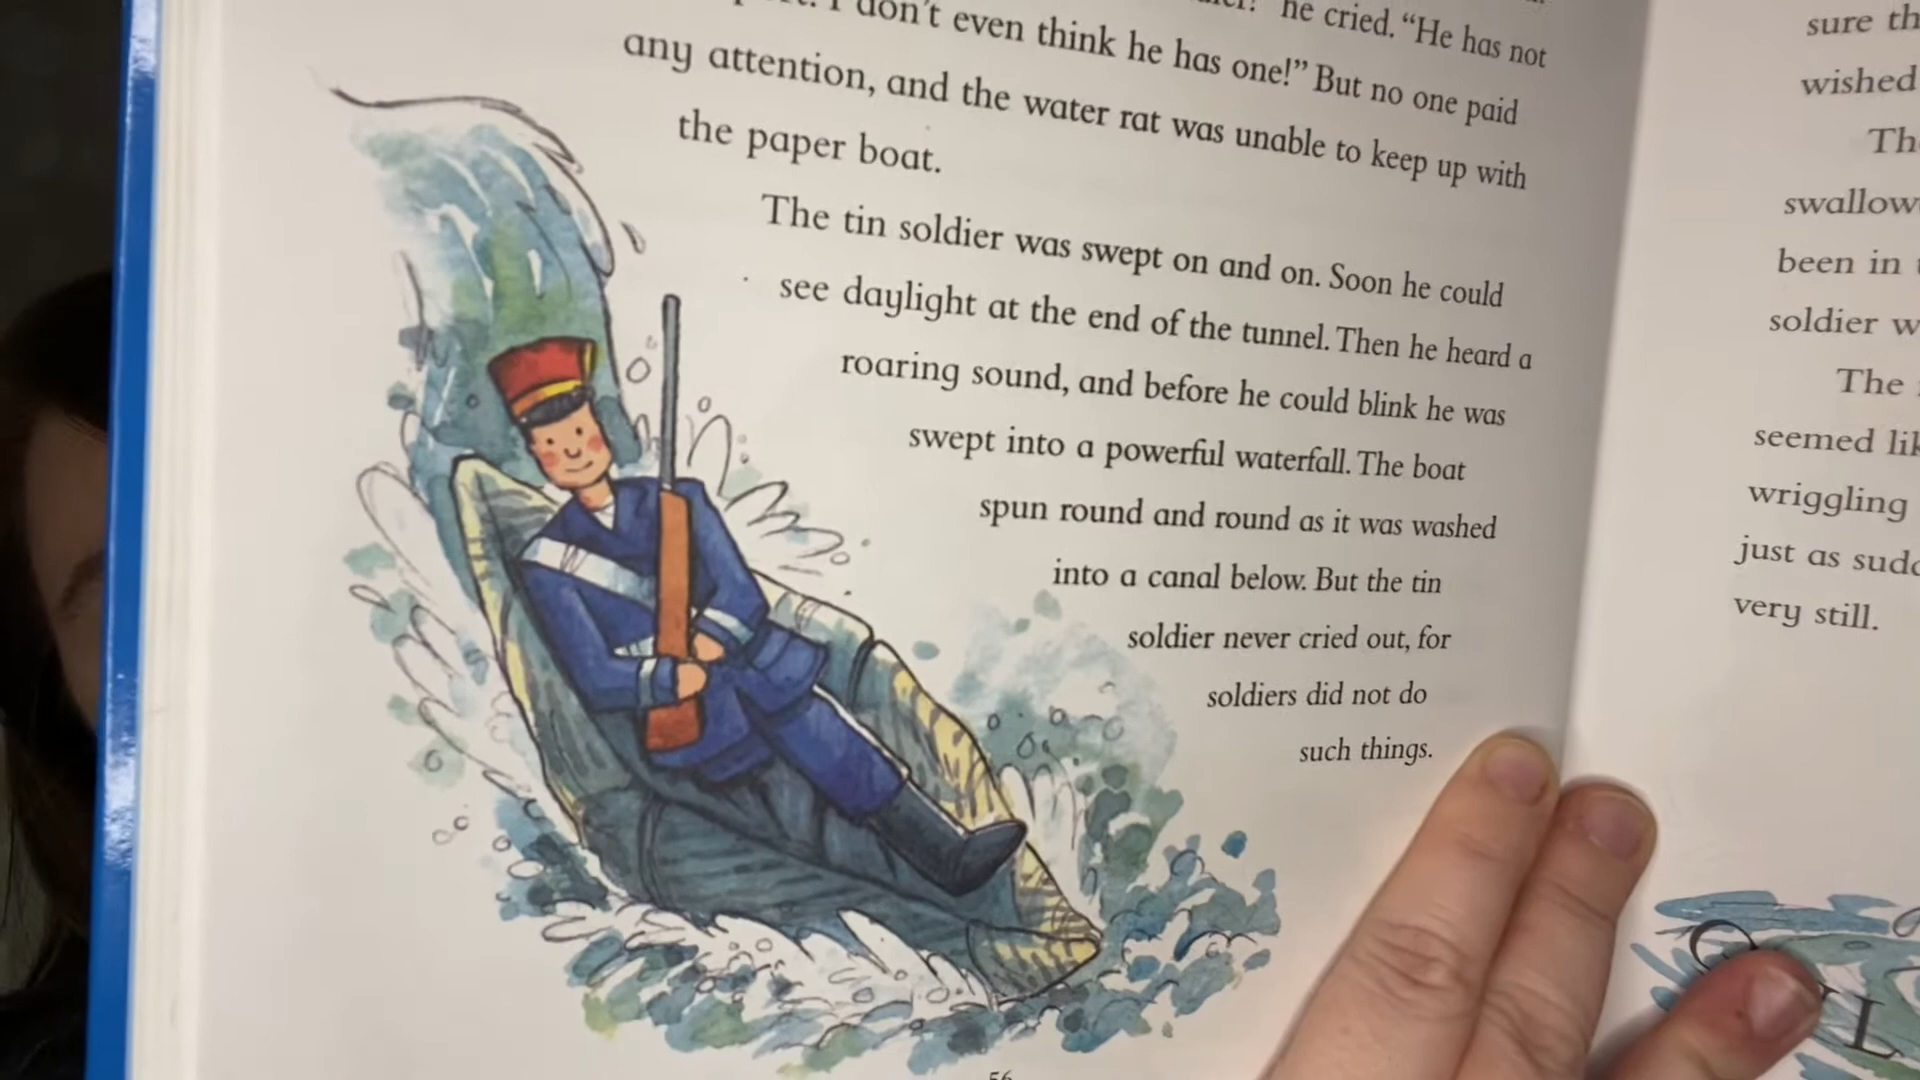 he cried. “He has not
I don’t even think he has one!” But no one paid
any attention, and the water rat was unable to keep up with
the paper boat.
The tin soldier was swept on and on. Soon he could
see daylight at the end of the tunnel. Then he heard a
roaring sound, and before he could blink he was
swept into a powerful waterfall. The boat
spun round and round as it was washed
into a canal below. But the tin
soldier never cried out, for
soldiers did not do
such things.
56
sure
wished
swallow
been in
soldier
The
seemed
wriggling
just as
very still.